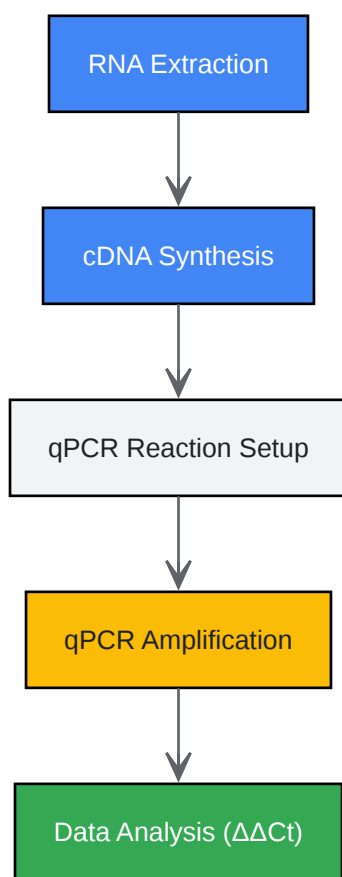 RNA Extraction
cDNA Synthesis
qPCR Reaction Setup
qPCR Amplification
Data Analysis (ΔΔCt)